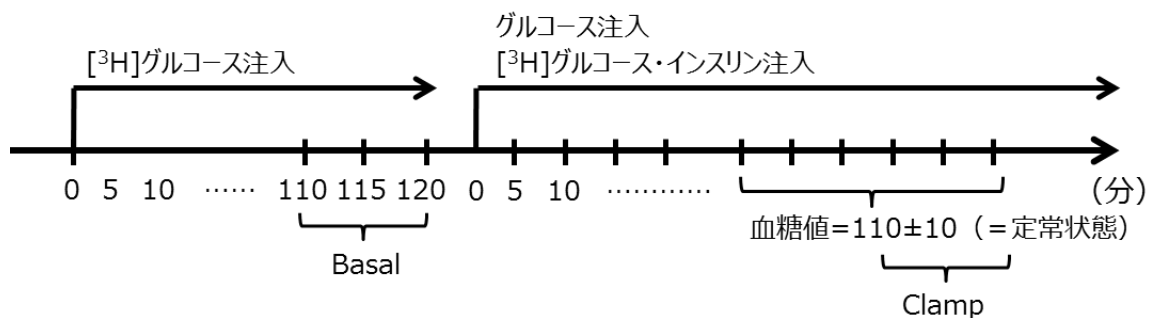 グルコース注入
[³H]グルコース注入
[³H]グルコース・インスリン注入
0 5 10 …… 110 115 120 0 5 10 ………… (分)
血糖値=110±10（=定常状態）
Basal
Clamp